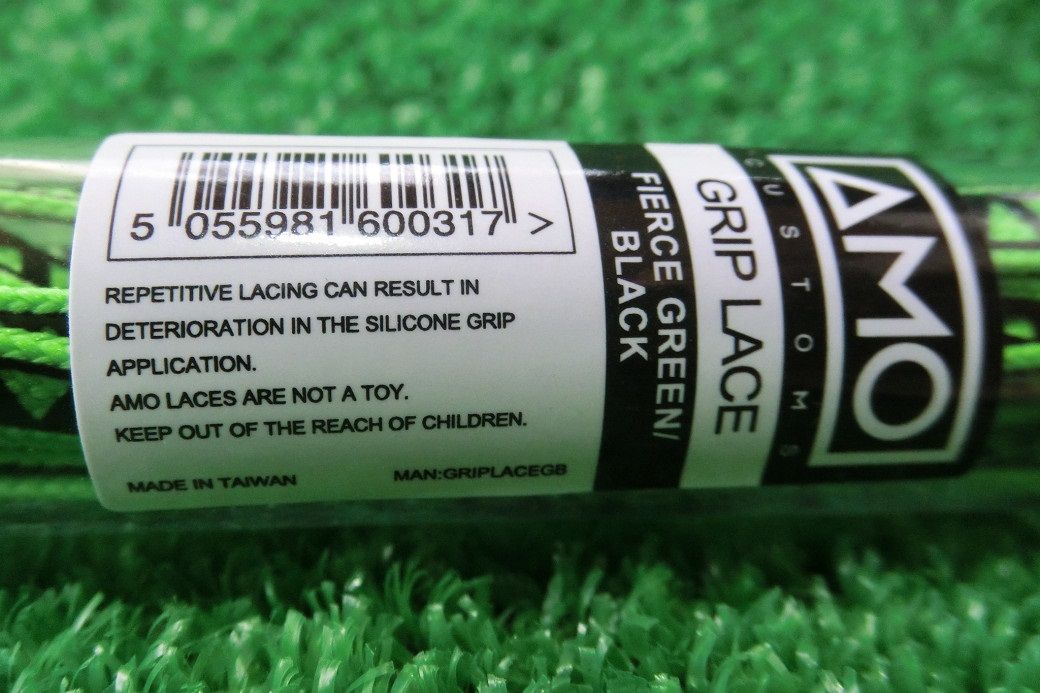 5 055981 600317 >
REPETITIVE LACING CAN RESULT IN
DETERIORATION IN THE SILICONE GRIP
APPLICATION.
AMO LACES ARE NOT A TOY.
KEEP OUT OF THE REACH OF CHILDREN.
MADE IN TAIWAN MAN:GRIPLACEGB
AMO
CUSTOMS
GRIP LACE
FIERCE GREEN/
BLACK